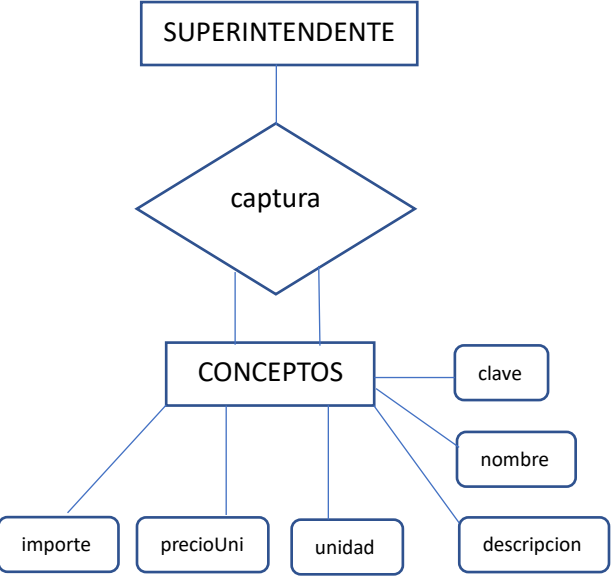 SUPERINTENDENTE
captura
CONCEPTOS
clave
nombre
importe
precioUni
unidad
descripcion